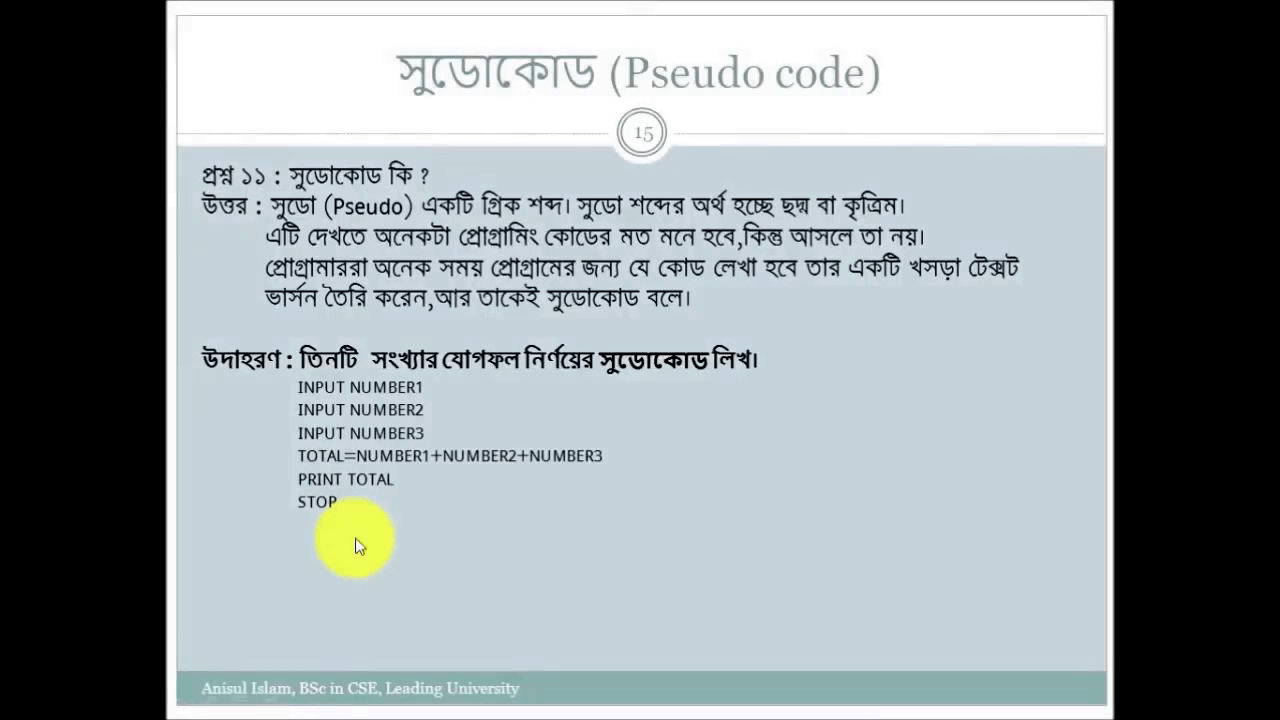 সুডোকোড (Pseudo code)
15
প্রশ্ন ১১ : সুডোকোড কি ?
উত্তর : সুডো (Pseudo) একটি গ্রিক শব্দ। সুডো শব্দের অর্থ হচ্ছে ছদ্ম বা কৃত্রিম।
এটি দেখতে অনেকটা প্রোগ্রামিং কোডের মত মনে হবে,কিন্তু আসলে তা নয়।
প্রোগ্রামাররা অনেক সময় প্রোগ্রামের জন্য যে কোড লেখা হবে তার একটি খসড়া টেক্সট
ভার্সন তৈরি করেন,আর তাকেই সুডোকোড বলে।
উদাহরণ : তিনটি সংখ্যার যোগফল নির্ণয়ের সুডোকোড লিখ।
INPUT NUMBER1
INPUT NUMBER2
INPUT NUMBER3
TOTAL=NUMBER1+NUMBER2+NUMBER3
PRINT TOTAL
STOP
Anisul Islam, BSc in CSE, Leading University